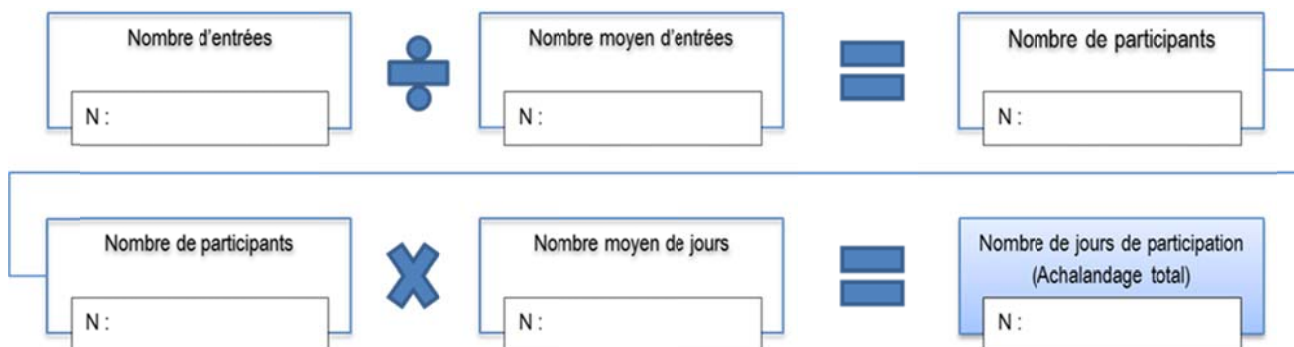 Nombre d'entrées
N :
Nombre moyen d'entrées
N :
Nombre de participants
N :
Nombre de participants
N :
Nombre moyen de jours
N :
Nombre de jours de participation
(Achalandage total)
N :